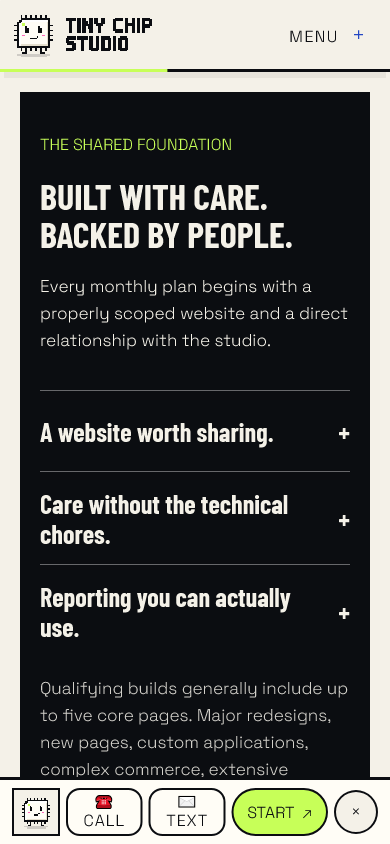 TINY CHIP
STUDIO
MENU +
THE SHARED FOUNDATION
BUILT WITH CARE.
BACKED BY PEOPLE.
Every monthly plan begins with a
properly scoped website and a direct
relationship with the studio.
A website worth sharing. +
Care without the technical
chores. +
Reporting you can actually
use. +
Qualifying builds generally include up
to five core pages. Major redesigns,
new pages, custom applications,
complex commerce, extensive
CALL
TEXT
START ↗
×